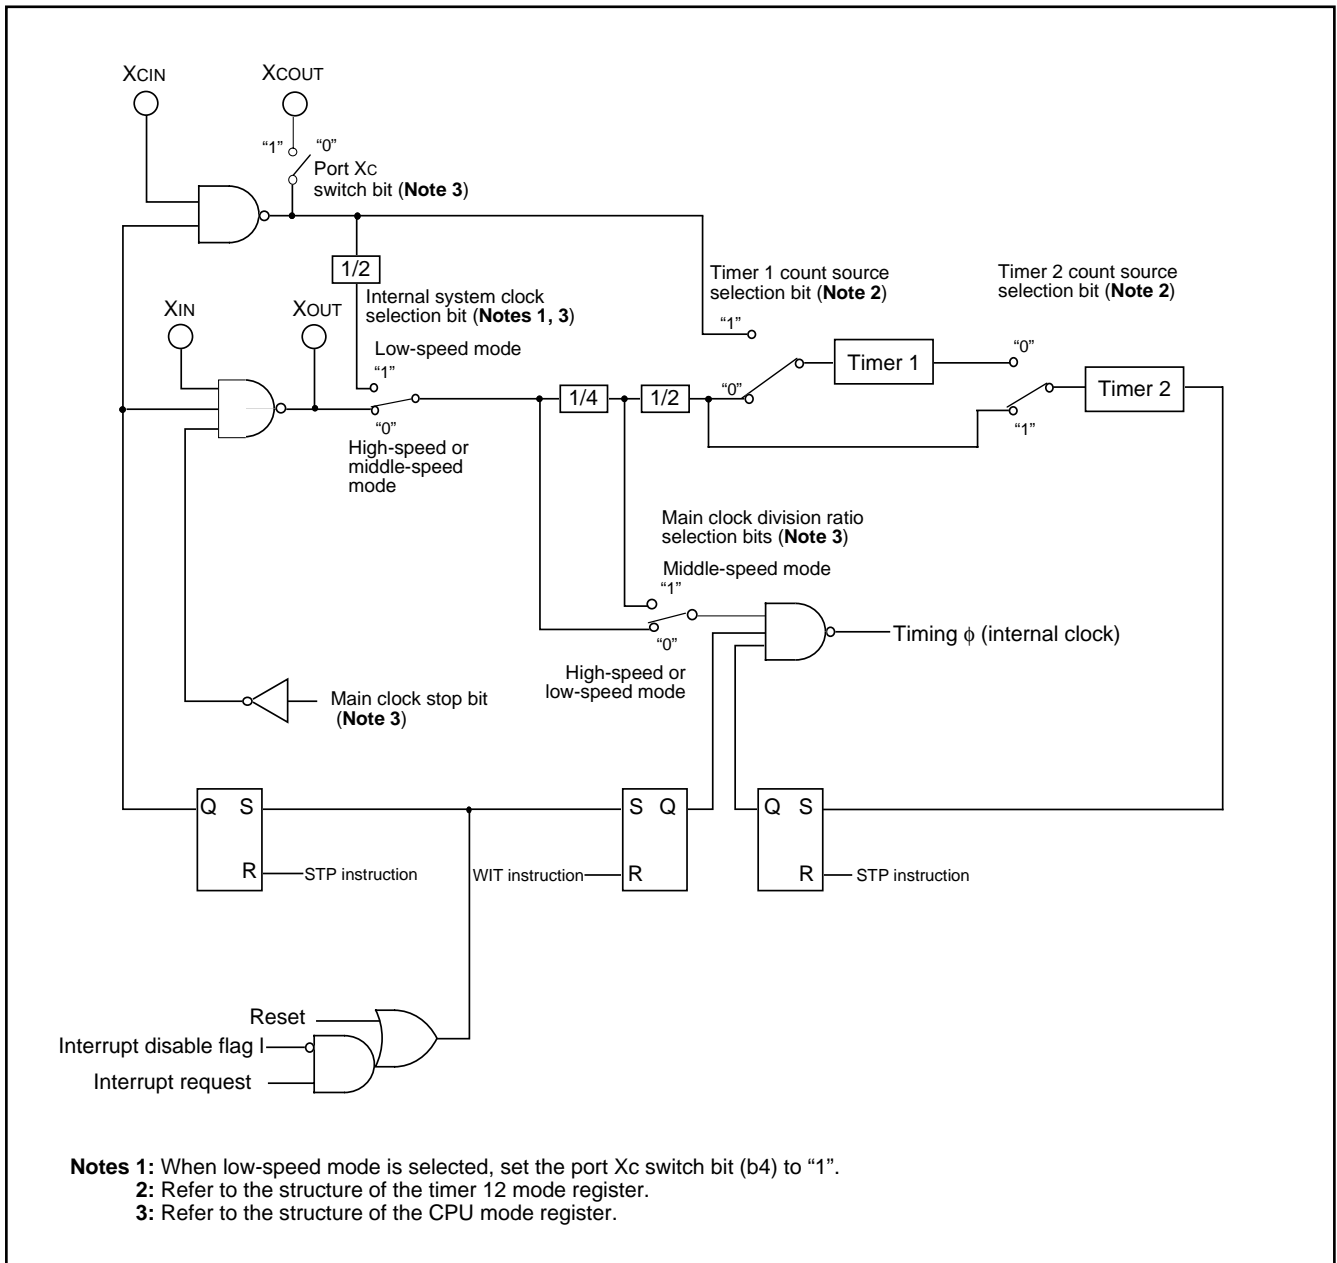 XCIN
XCOUT
“1”
“0”
Port XC
switch bit (Note 3)
1/2
Internal system clock
selection bit (Notes 1, 3)
Low-speed mode
“1”
XIN
XOUT
“0”
High-speed or
middle-speed
mode
Timer 1 count source
selection bit (Note 2)
“1”
“0”
Timer 1
Timer 2 count source
selection bit (Note 2)
“0”
“1”
Timer 2
1/4
1/2
Main clock division ratio
selection bits (Note 3)
Middle-speed mode
“1”
“0”
High-speed or
low-speed mode
Timing ϕ (internal clock)
Main clock stop bit
(Note 3)
Q S
R
STP instruction
WIT instruction
S Q
R
Q S
R
STP instruction
Reset
Interrupt disable flag I
Interrupt request
Notes 1: When low-speed mode is selected, set the port Xc switch bit (b4) to “1”.
2: Refer to the structure of the timer 12 mode register.
3: Refer to the structure of the CPU mode register.